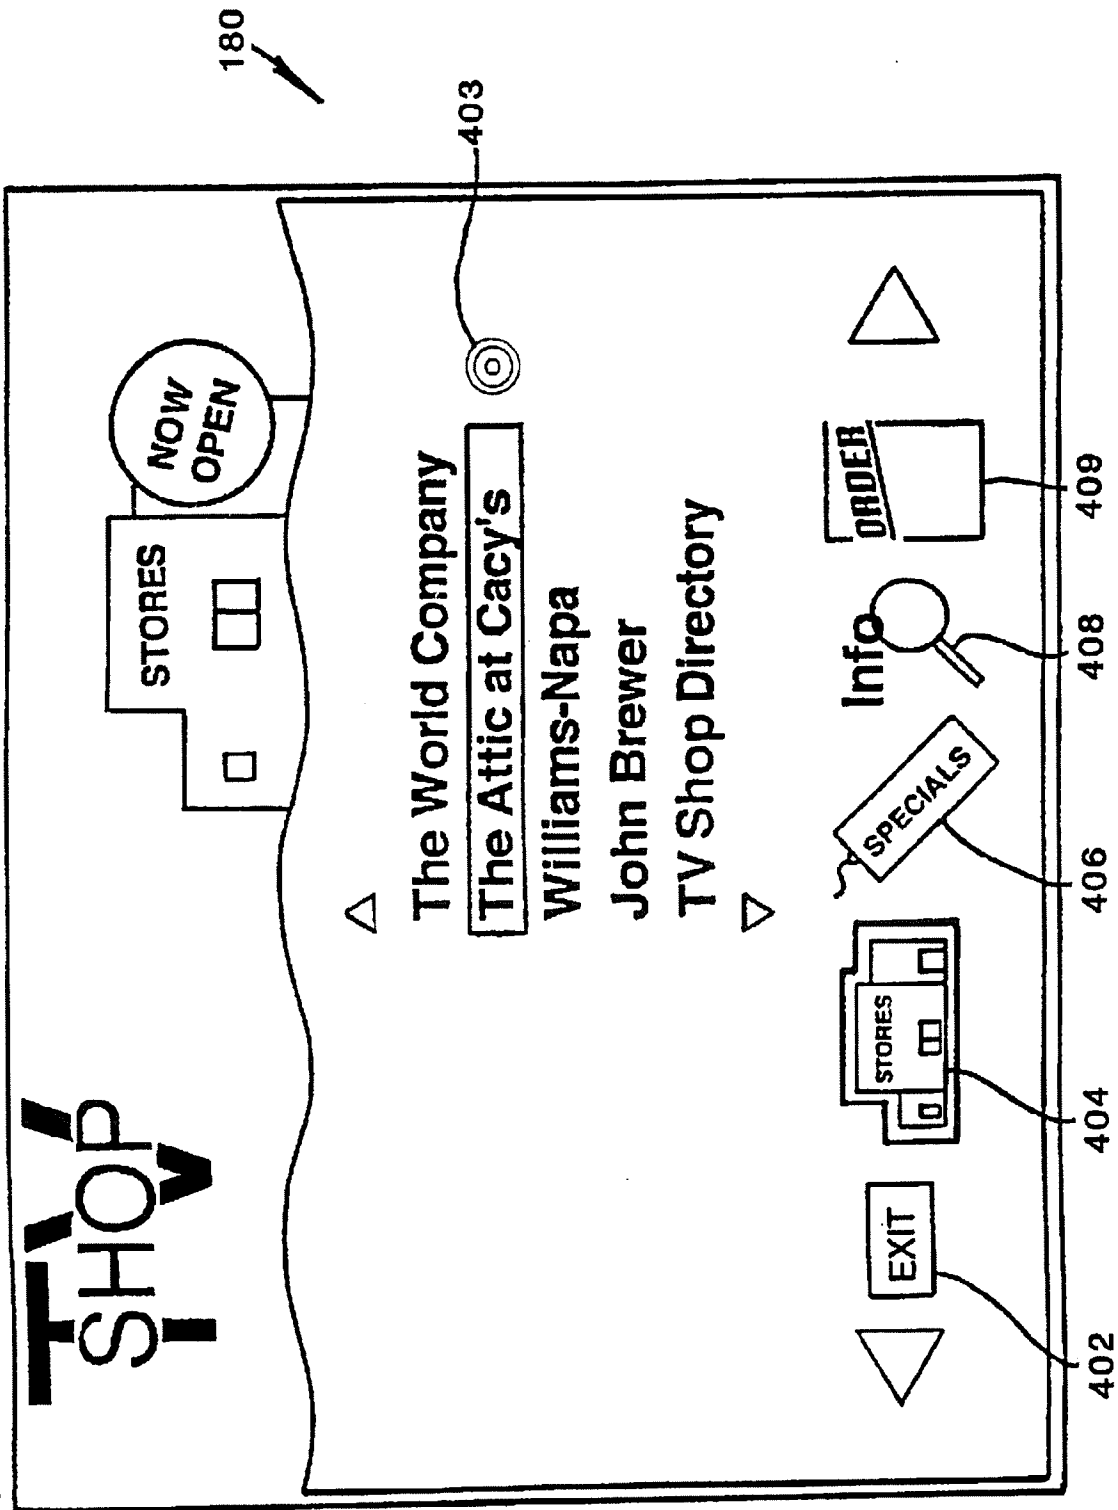 180
TV
SHOP
STORES
NOW
OPEN
403
The World Company
The Attic at Cacy's
Williams-Napa
John Brewer
TV Shop Directory
EXIT
STORES
SPECIALS
Info
ORDER
402
404
406
408
409